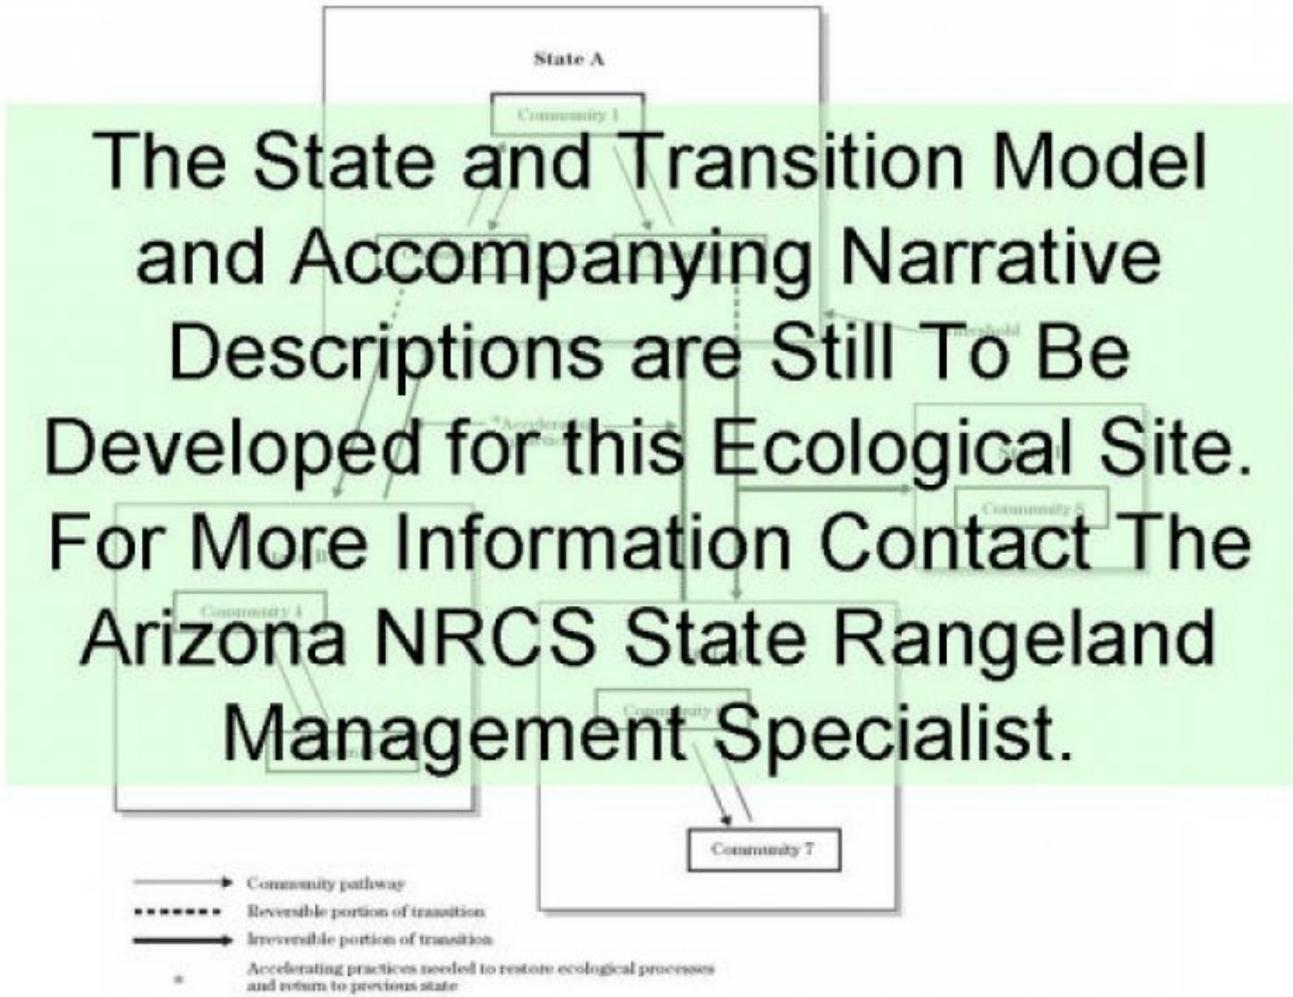 State A
Community 1
The State and Transition Model
and Accompanying Narrative
Descriptions are Still To Be
Developed for this Ecological Site.
For More Information Contact The
Arizona NRCS State Rangeland
Management Specialist.
Community 8
Community 4
Community 7
Community pathway
Reversible portion of transition
Irreversible portion of transition
* Accelerating practices needed to restore ecological processes
and return to previous state